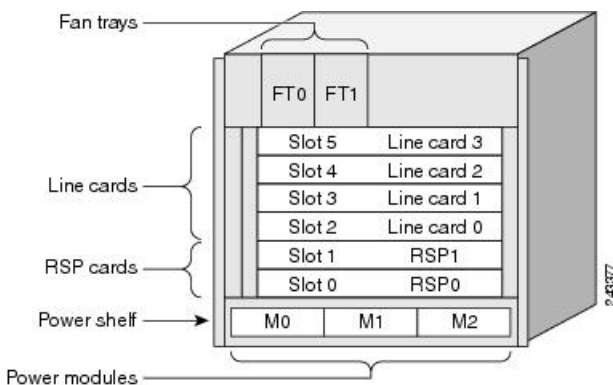 Fan trays
FT0 FT1
Slot 5 Line card 3
Slot 4 Line card 2
Line cards
Slot 3 Line card 1
Slot 2 Line card 0
RSP cards
Slot 1 RSP1
Slot 0 RSP0
Power shelf
M0 M1 M2
Power modules
243377